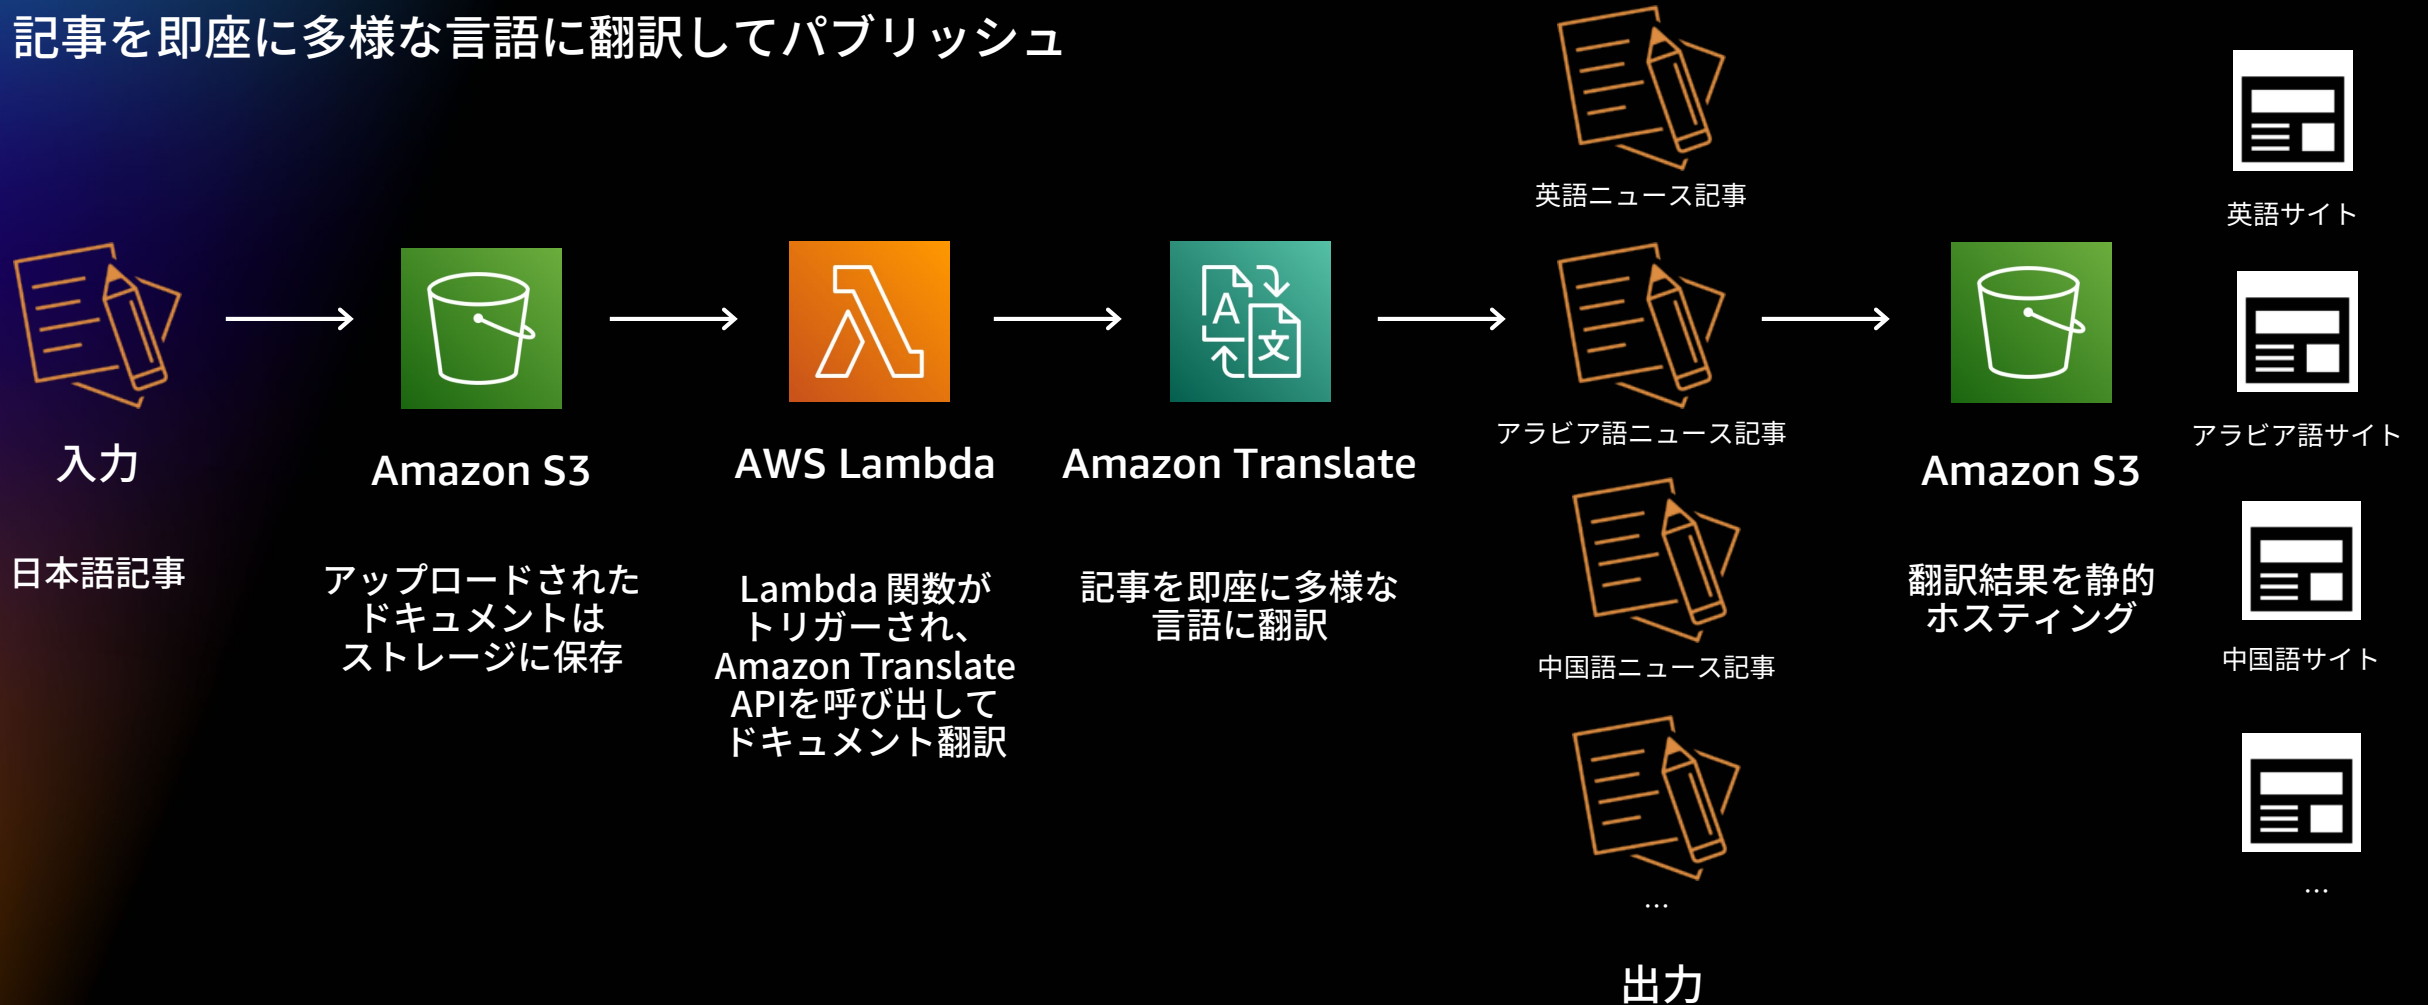 記事を即座に多様な言語に翻訳してパブリッシュ
入力
日本語記事
Amazon S3
アップロードされた
ドキュメントは
ストレージに保存
AWS Lambda
Lambda 関数が
トリガーされ、
Amazon Translate
APIを呼び出して
ドキュメント翻訳
A
文
Amazon Translate
記事を即座に多様な
言語に翻訳
英語ニュース記事
アラビア語ニュース記事
中国語ニュース記事
…
出力
Amazon S3
翻訳結果を静的
ホスティング
英語サイト
アラビア語サイト
中国語サイト
…